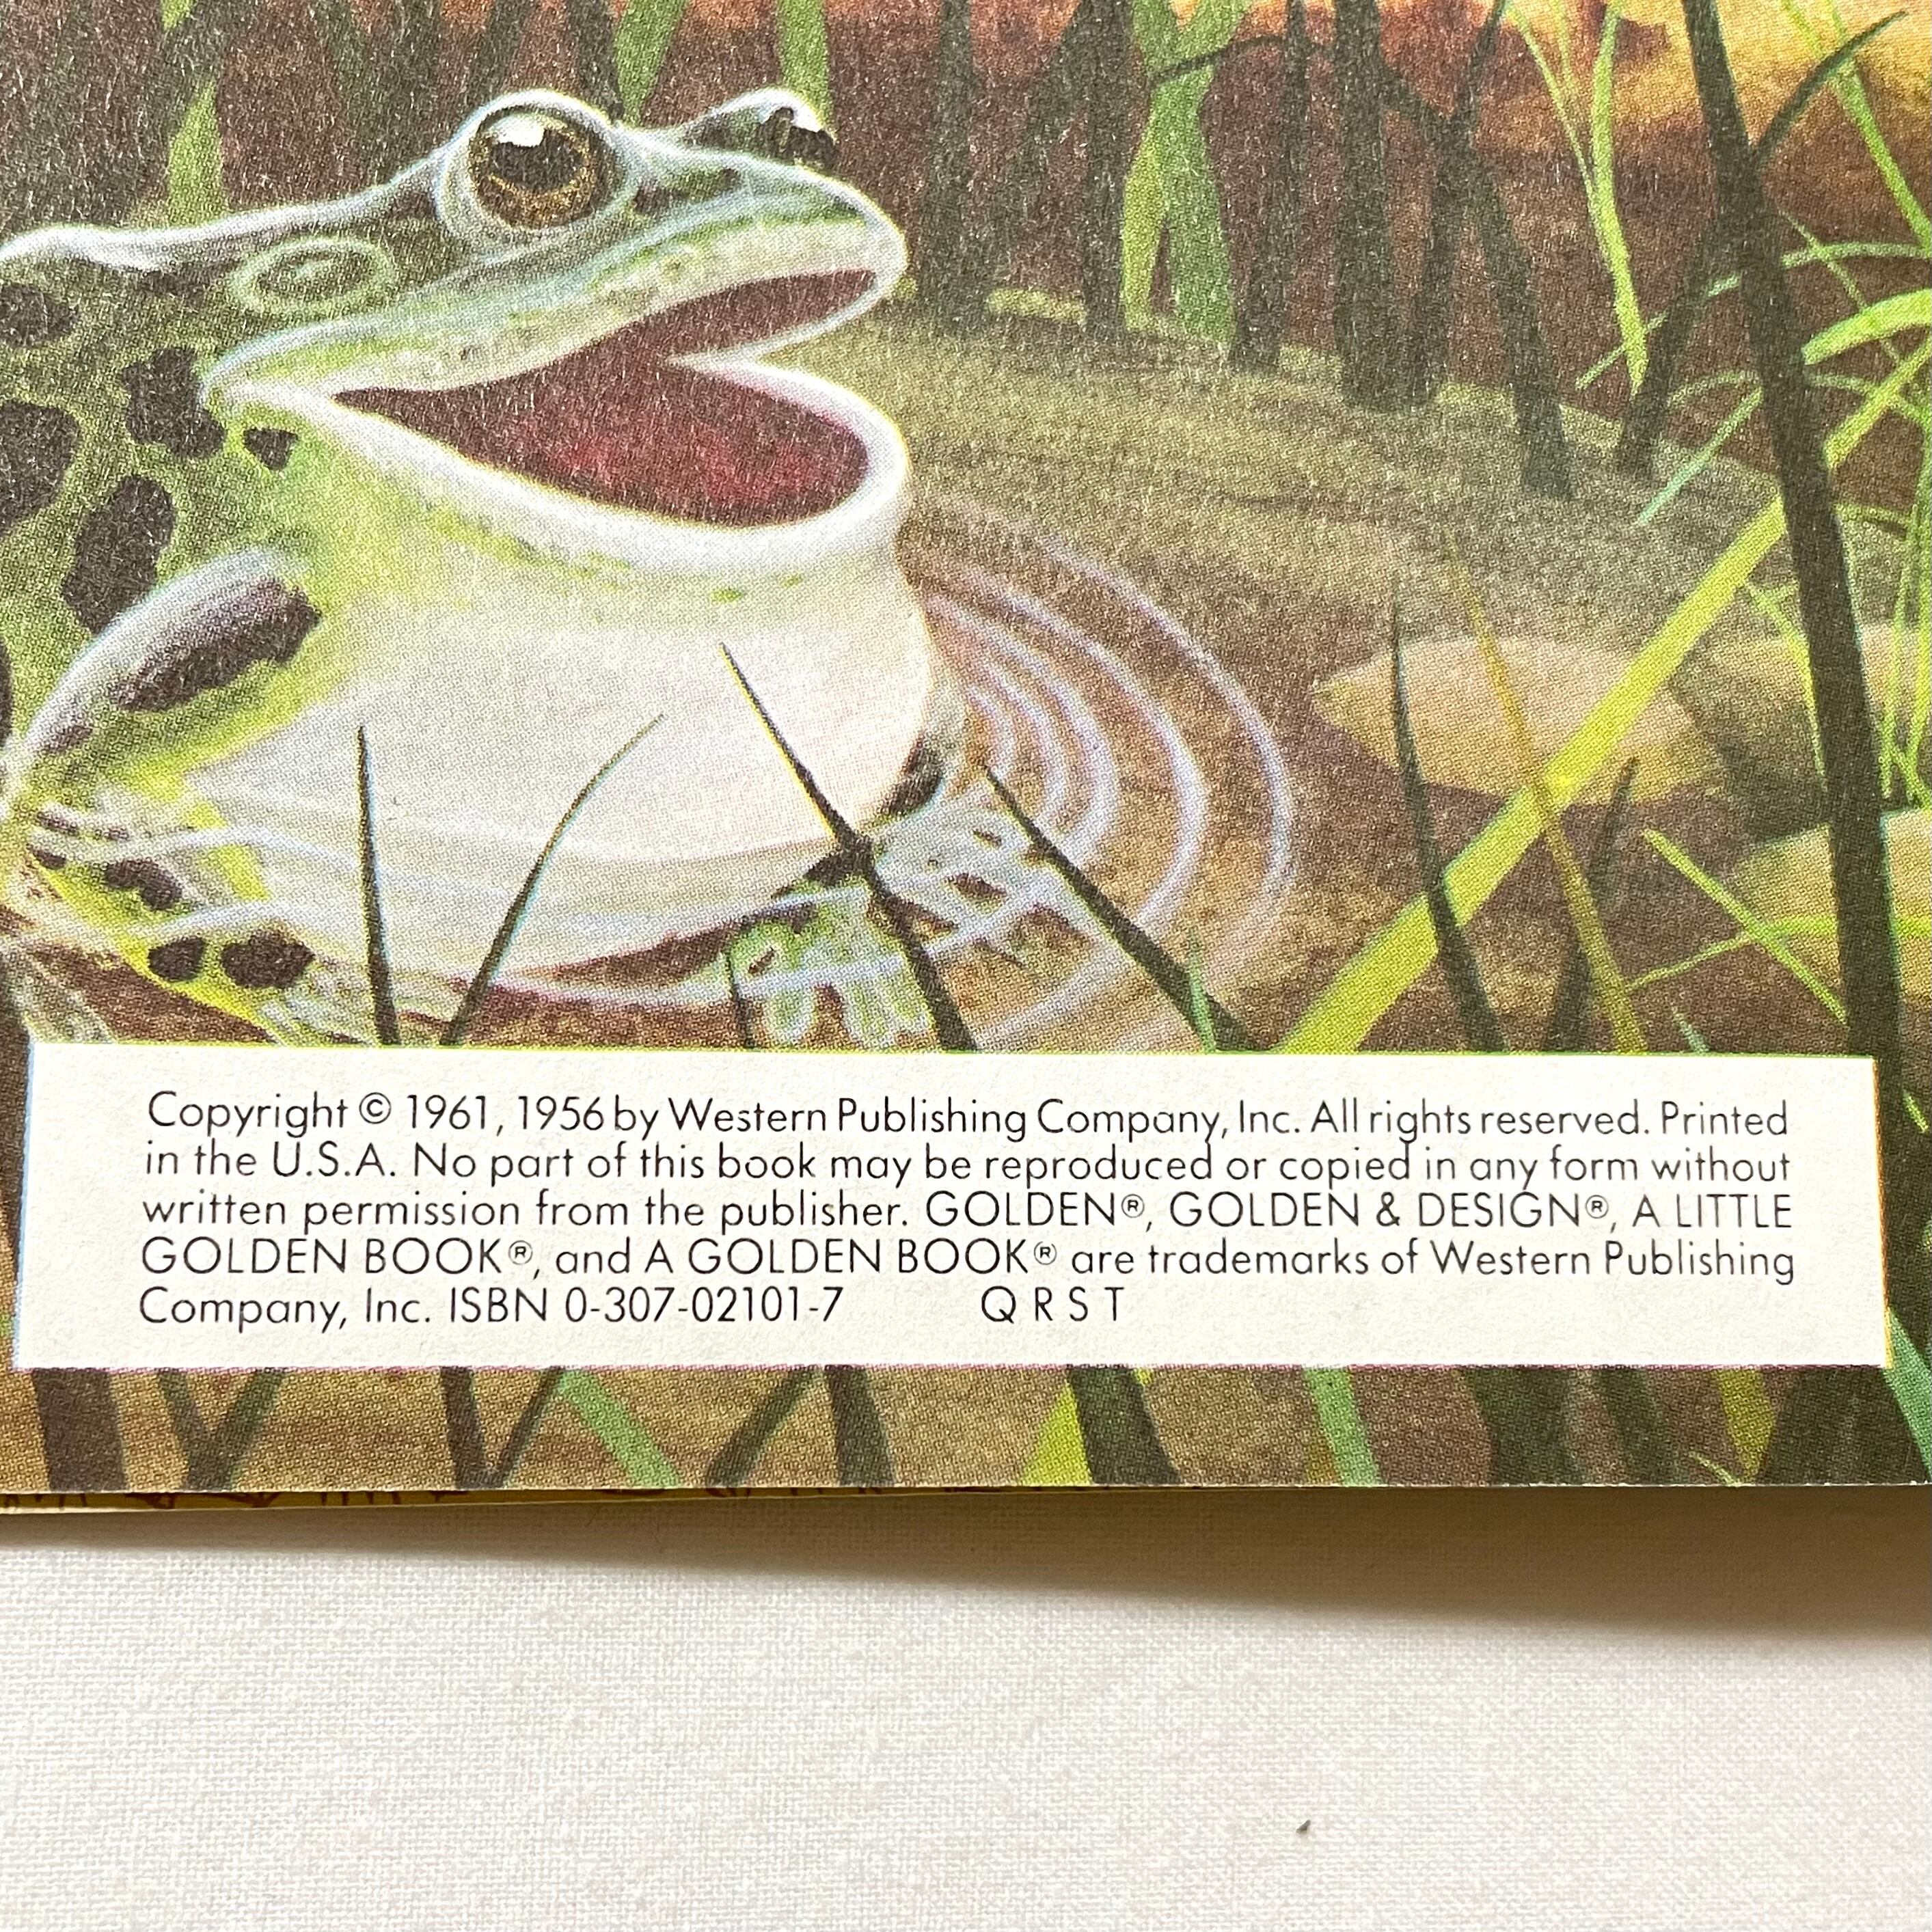 Copyright © 1961, 1956 by Western Publishing Company, Inc. All rights reserved. Printed
in the U.S.A. No part of this book may be reproduced or copied in any form without
written permission from the publisher. GOLDEN®, GOLDEN & DESIGN®, A LITTLE
GOLDEN BOOK®, and A GOLDEN BOOK® are trademarks of Western Publishing
Company, Inc. ISBN 0-307-02101-7 Q R S T